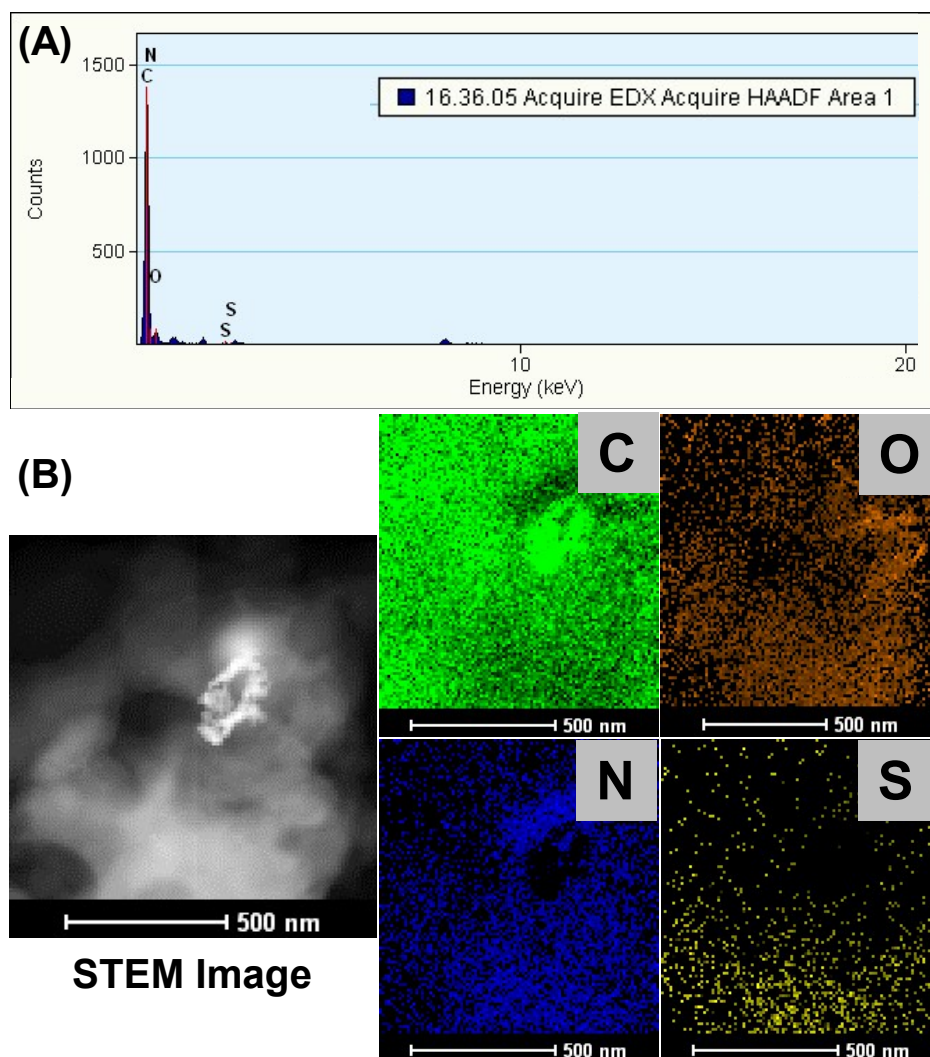 (A)
N
C
1500
16.36.05 Acquire EDX Acquire HAADF Area 1
1000
Counts
500
O
S
S
10
20
Energy (keV)
(B)
C
O
500 nm
500 nm
N
S
500 nm
500 nm
500 nm
STEM Image